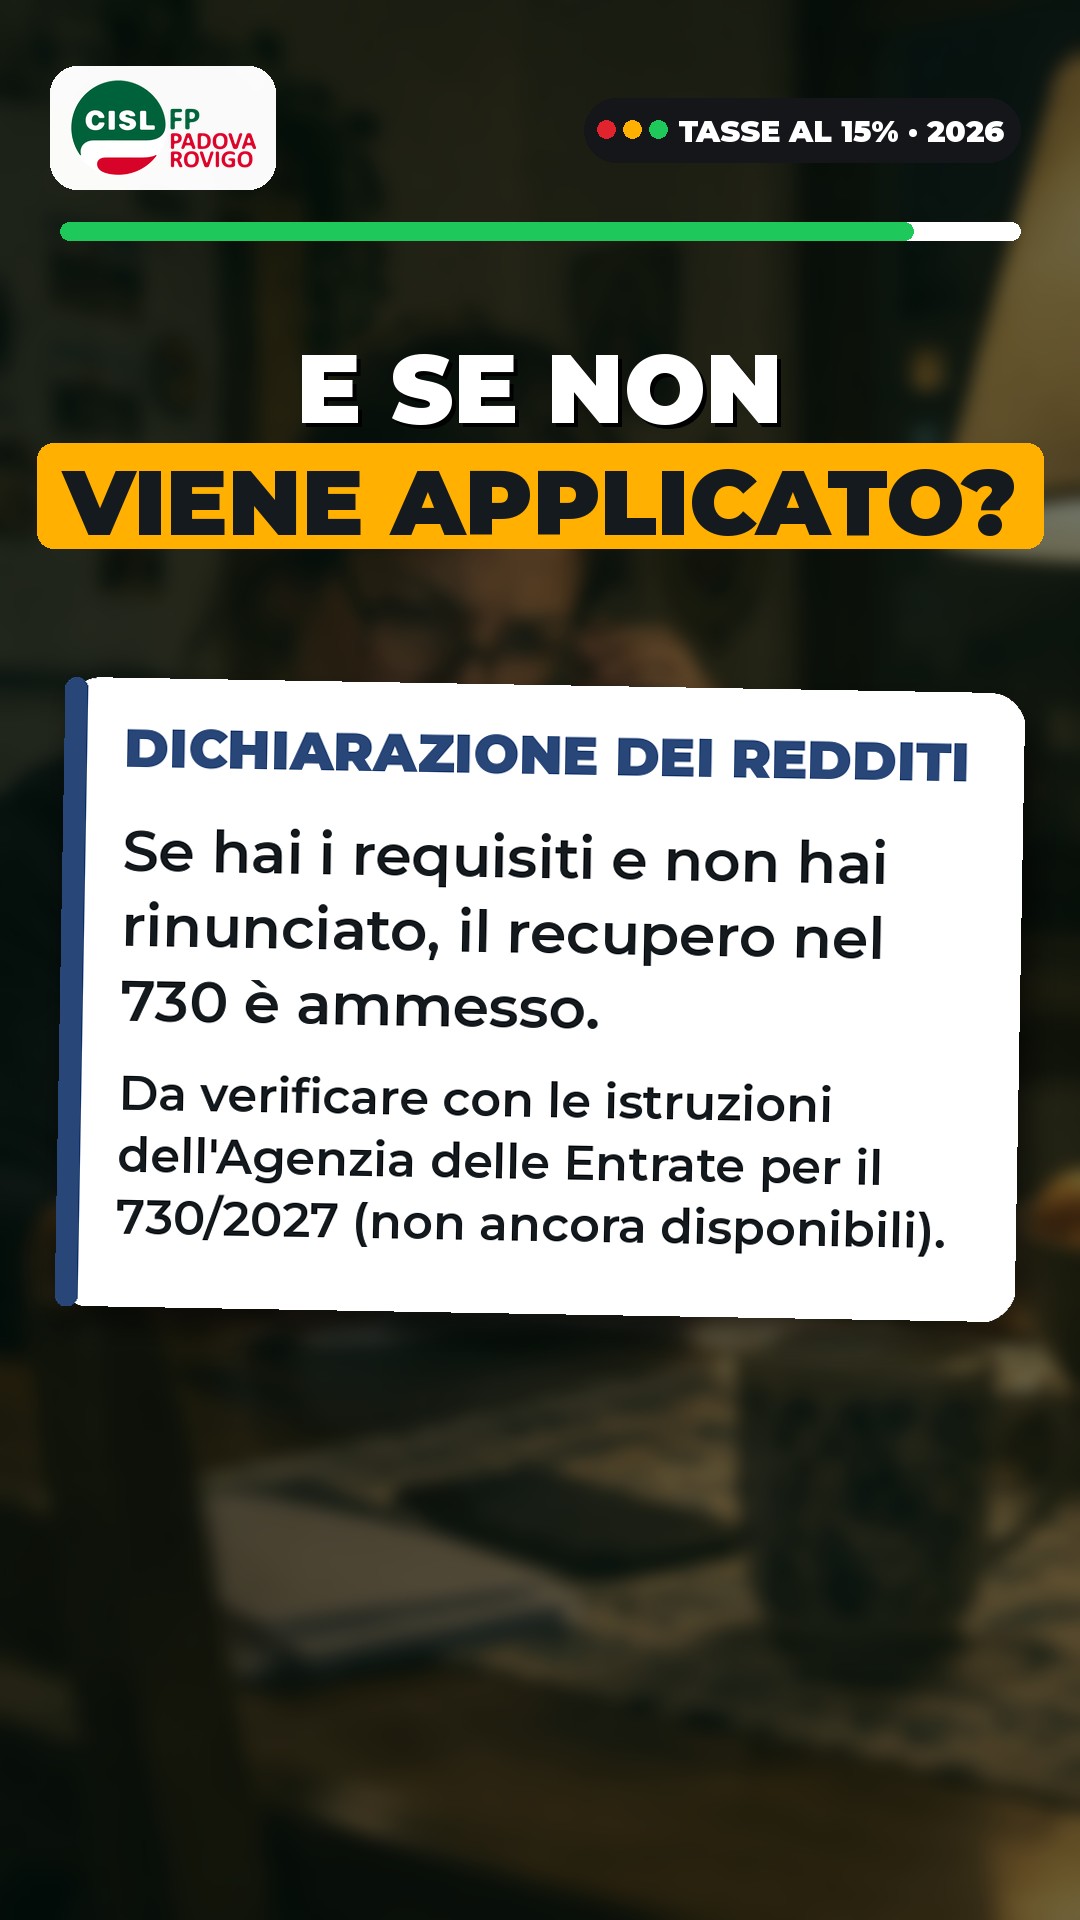 CISL FP
PADOVA
ROVIGO
TASSE AL 15% • 2026
E SE NON
VIENE APPLICATO?
DICHIARAZIONE DEI REDDITI
Se hai i requisiti e non hai
rinunciato, il recupero nel
730 è ammesso.
Da verificare con le istruzioni
dell'Agenzia delle Entrate per il
730/2027 (non ancora disponibili).